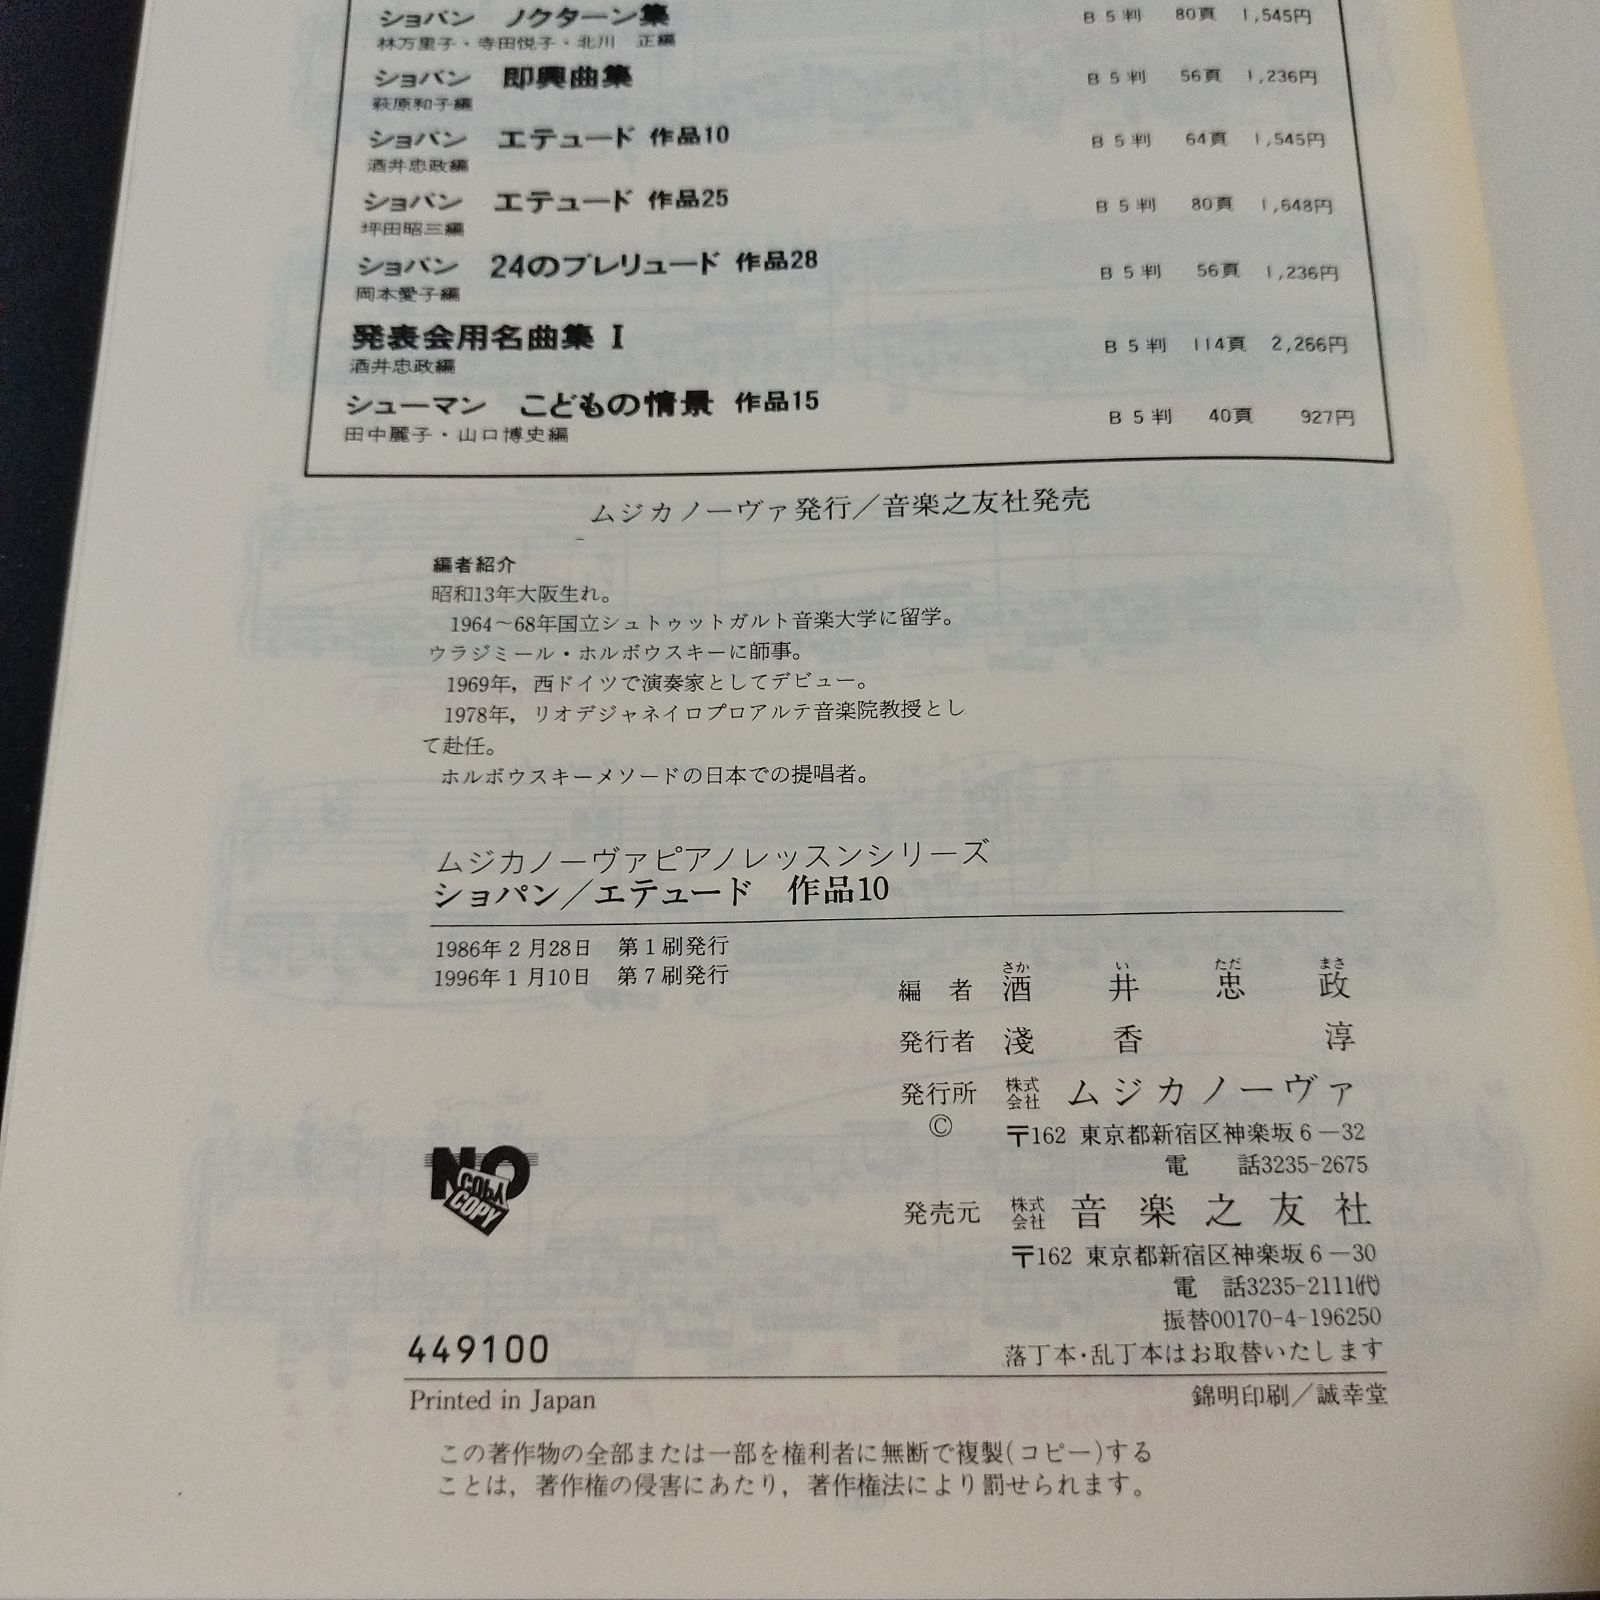 ショパン ノクターン集 B5判 80頁 1,545円
林万里子・寺田悦子・北川 正編
ショパン 即興曲集 B5判 56頁 1,236円
萩原和子編
ショパン エテュード 作品10 B5判 64頁 1,545円
酒井忠政編
ショパン エテュード 作品25 B5判 80頁 1,648円
坪田昭三編
ショパン 24のプレリュード 作品28 B5判 56頁 1,236円
岡本愛子編
発表会用名曲集 I B5判 114頁 2,266円
酒井忠政編
シューマン こどもの情景 作品15 B5判 40頁 927円
田中麗子・山口博史編
ムジカノーヴァ発行／音楽之友社発売
編者紹介
昭和13年大阪生れ。
1964〜68年国立シュトゥットガルト音楽大学に留学。
ウラジミール・ホルボウスキーに師事。
1969年，西ドイツで演奏家としてデビュー。
1978年，リオデジャネイロプロアルテ音楽院教授とし
て赴任。
ホルボウスキーメソードの日本での提唱者。
ムジカノーヴァピアノレッスンシリーズ
ショパン／エテュード 作品10
1986年2月28日 第1刷発行
1996年1月10日 第7刷発行
さか い ただ まさ
編者 酒井忠政
発行者 淺香淳
発行所 株式会社 ムジカノーヴァ
©
〒162 東京都新宿区神楽坂6—32
電 話3235-2675
発売元 株式会社 音楽之友社
〒162 東京都新宿区神楽坂6—30
電 話3235-2111(代)
振替00170-4-196250
落丁本・乱丁本はお取替いたします
NO
COPY
COPY
449100
Printed in Japan
錦明印刷／誠幸堂
この著作物の全部または一部を権利者に無断で複製(コピー)する
ことは，著作権の侵害にあたり，著作権法により罰せられます。